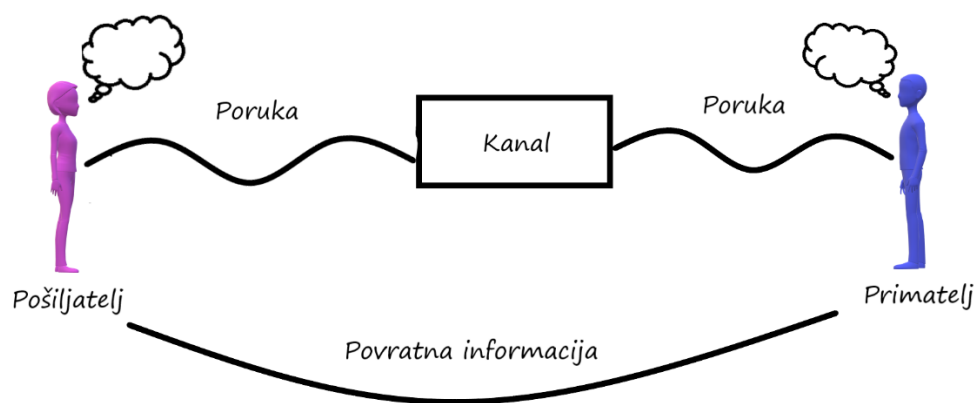 Poruka
Kanal
Poruka
Pošiljatelj
Primatelj
Povratna informacija